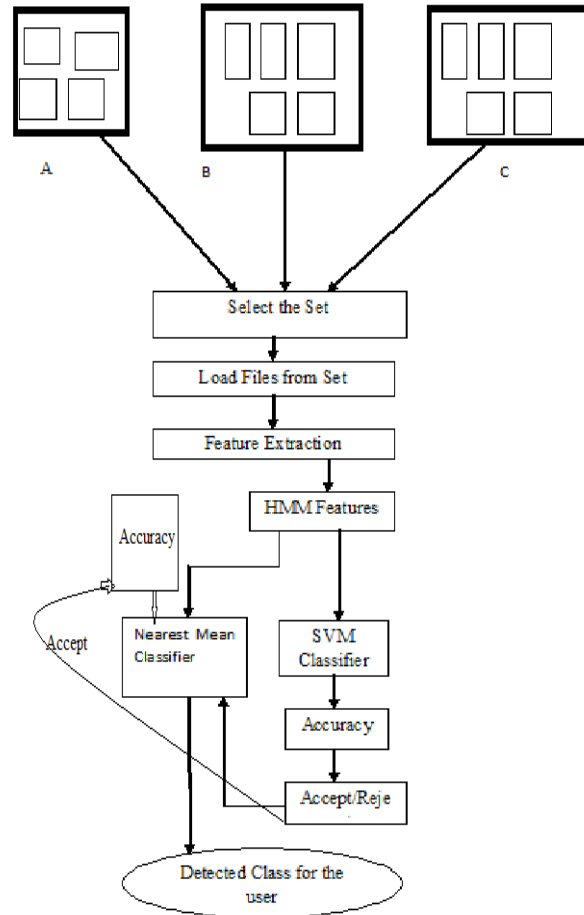 A
B
C
Select the Set
Load Files from Set
Feature Extraction
HMM Features
Accuracy
Nearest Mean
Classifier
SVM
Classifier
Accept
Accuracy
Accept/Reje
Detected Class for the
user